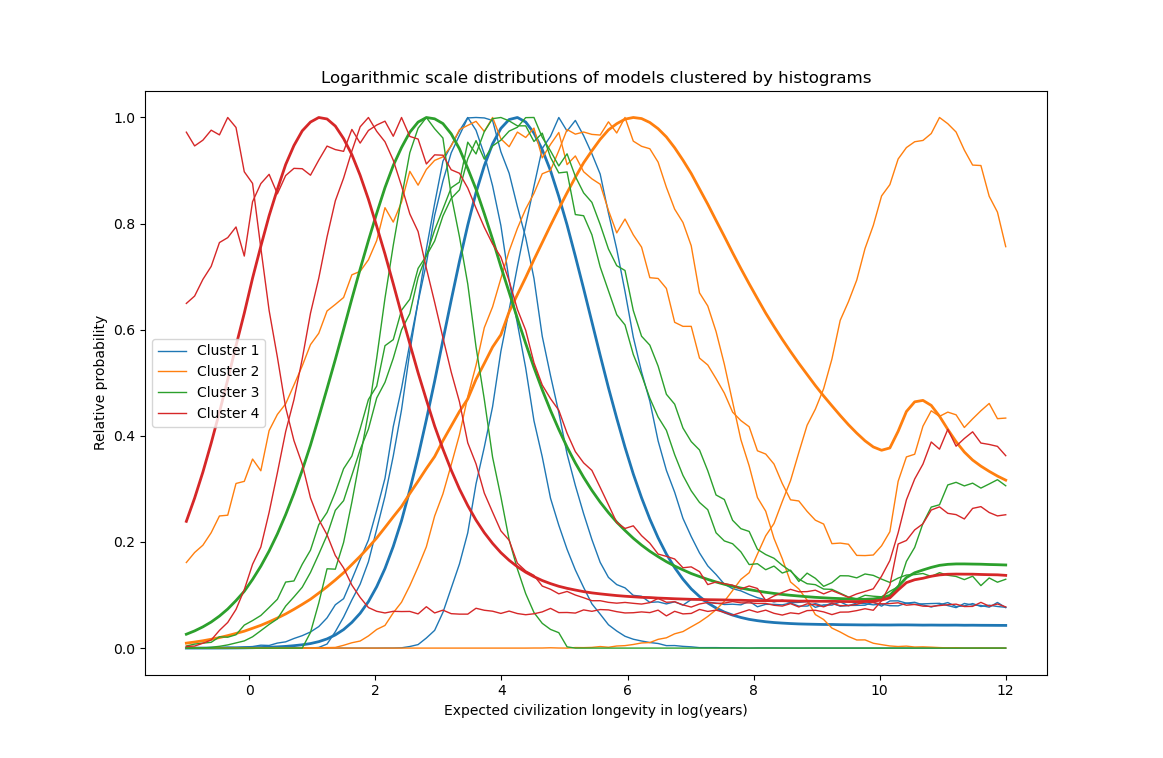 Logarithmic scale distributions of models clustered by histograms
1.0
0.8
0.6
0.4
0.2
0.0
Relative probability
Cluster 1
Cluster 2
Cluster 3
Cluster 4
0 2 4 6 8 10 12
Expected civilization longevity in log(years)